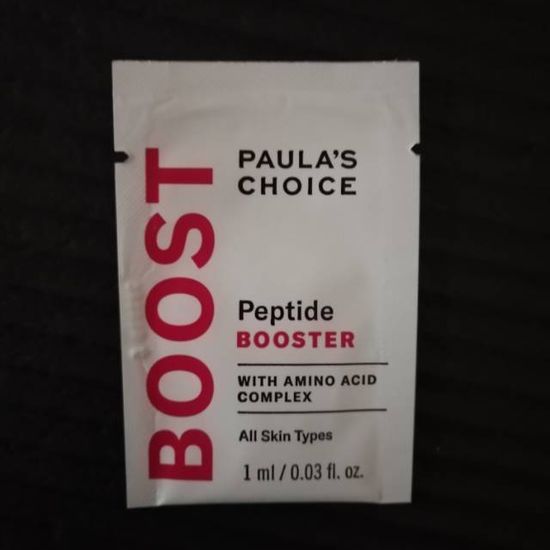 BOOST
PAULA'S
CHOICE
Peptide
BOOSTER
WITH AMINO ACID
COMPLEX
All Skin Types
1 ml / 0.03 fl. oz.